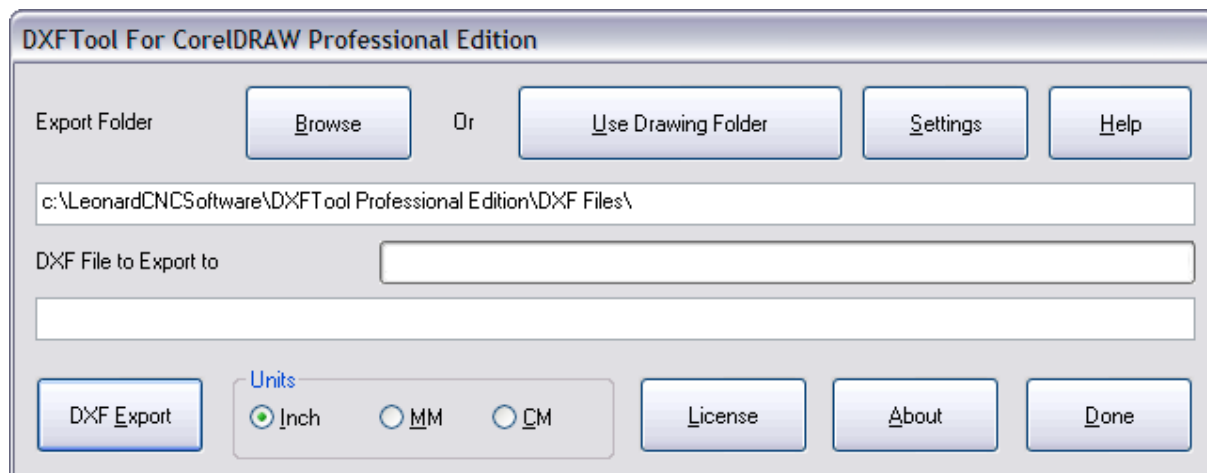 DXFTool For CorelDRAW Professional Edition
Export Folder Browse Or Use Drawing Folder Settings Help
c:\LeonardCNCSoftware\DXFTool Professional Edition\DXF Files\
DXF File to Export to
Units
DXF Export Inch MM CM License About Done